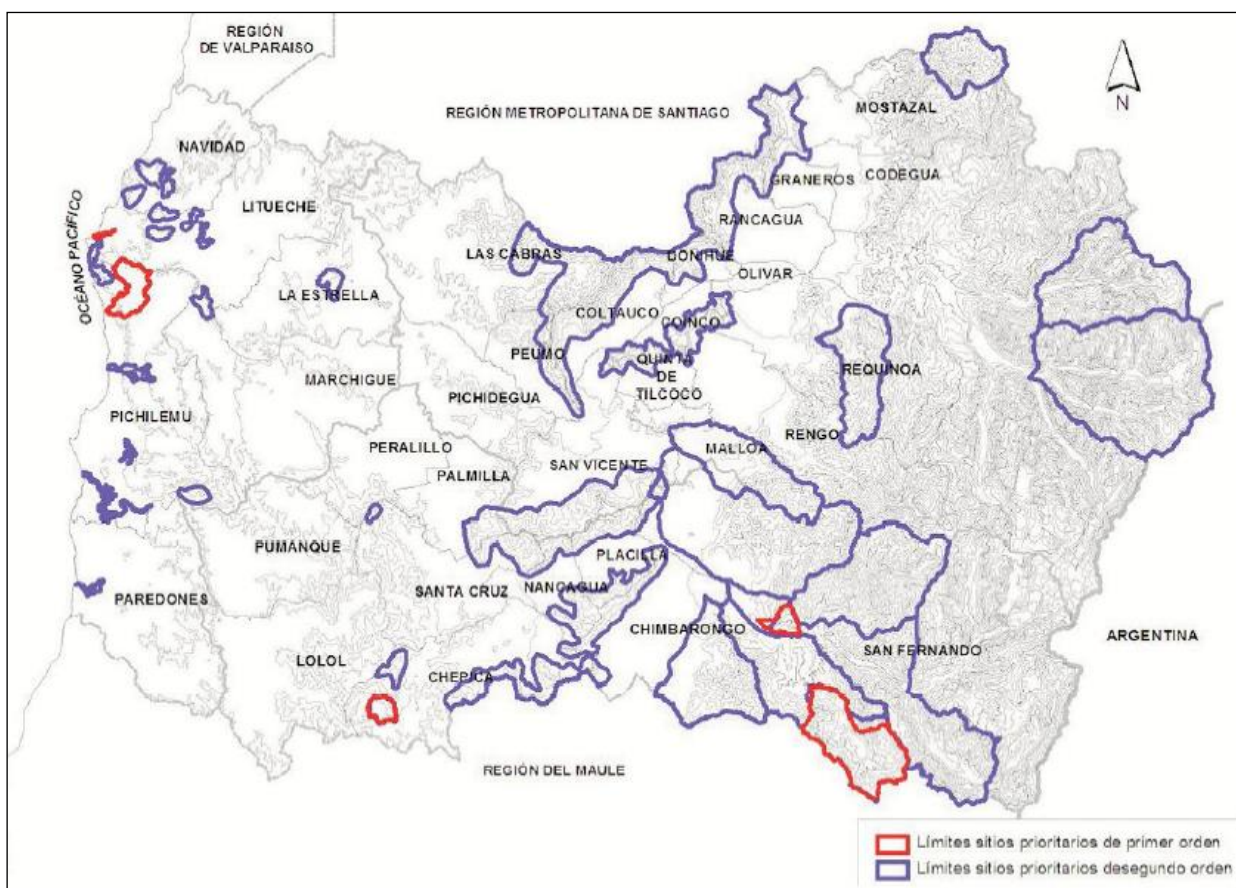 REGIÓN
DE VALPARAISO
REGIÓN METROPOLITANA DE SANTIAGO
MOSTAZAL
N
NAVIDAD
GRANEROS
CODEGUA
OCÉANO PACÍFICO
LITUECHE
RANCAGUA
LAS CABRAS
DOÑIHUE
OLIVAR
LA ESTRELLA
COLTAUCO
COINCO
PEUMO
QUINTA
DE
TILCOCO
REQUINOA
MARCHIGUE
PICHIDEGUA
PICHILEMU
RENGO
PERALILLO
MALLOA
SAN VICENTE
PALMILLA
PUMANQUE
PLACILLA
NANCAGUA
SANTA CRUZ
PAREDONES
CHIMBARONGO
ARGENTINA
SAN FERNANDO
LOLOL
CHEPICA
REGIÓN DEL MAULE
Límites sitios prioritarios de primer orden
Límites sitios prioritarios desegundo orden